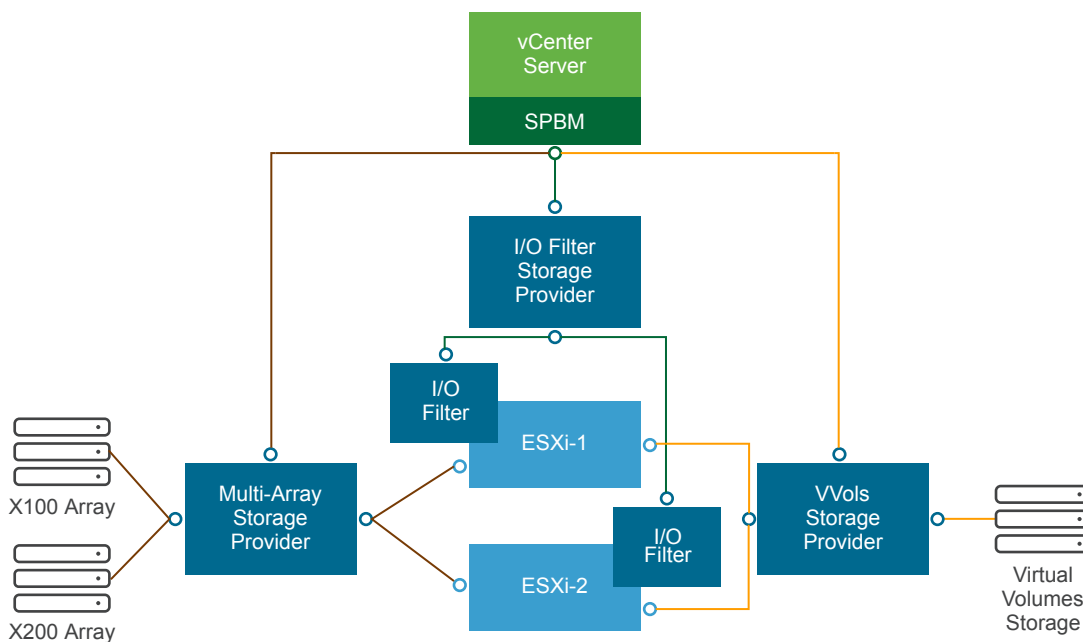 vCenter
Server
SPBM
I/O Filter
Storage
Provider
I/O
Filter
ESXi-1
X100 Array
Multi-Array
Storage
Provider
VVols
Storage
Provider
I/O
Filter
ESXi-2
X200 Array
Virtual
Volumes
Storage